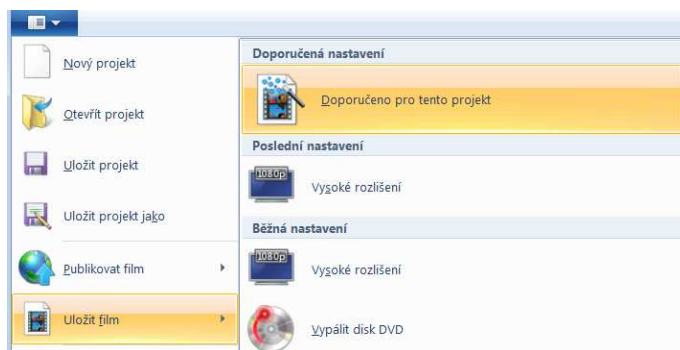 Nový projekt
Otevřít projekt
Uložit projekt
Uložit projekt jako
Publikovat film
Uložit film
Doporučená nastavení
Doporučeno pro tento projekt
Poslední nastavení
1080p
Vysoké rozlišení
Běžná nastavení
1080p
Vysoké rozlišení
Vypálit disk DVD